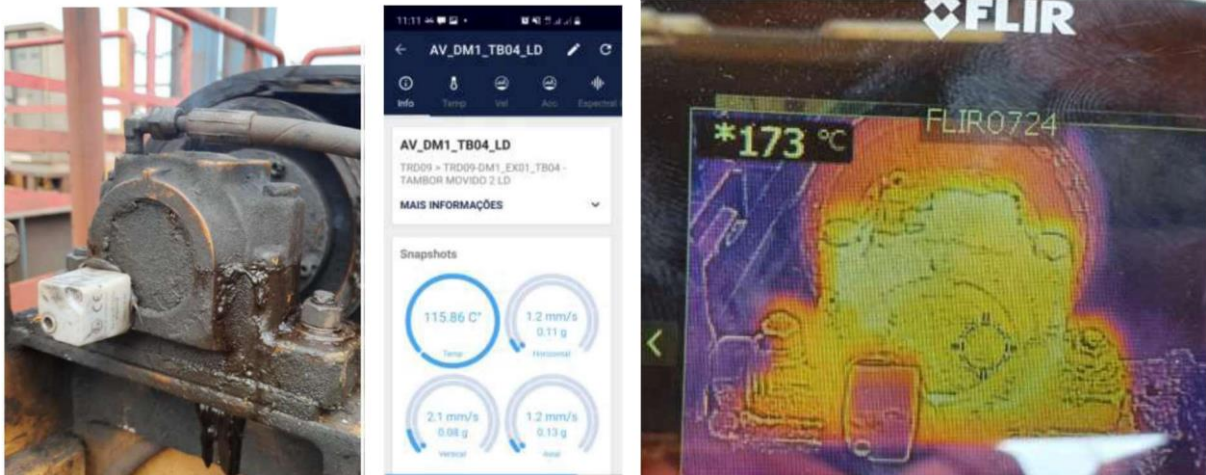 11:11
AV_DM1_TB04_LD
Info
Temp
Vel
Acc
Espectral
AV_DM1_TB04_LD
TRD09 > TRD09-DM1_EX01_TB04 -
TAMBOR MOVIDO 2 LD
MAIS INFORMAÇÕES
Snapshots
115.86 C°
Temp
1.2 mm/s
0.11 g
Horizontal
2.1 mm/s
0.08 g
Vertical
1.2 mm/s
0.13 g
Axial
FLIR
FLIR0724
*173 °C